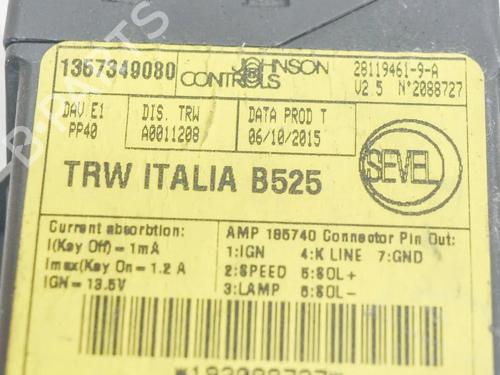 1367349080
JOHNSON CONTROLS
28119461-9-A
V2 5 N°2088727
DAV. E1
PP40
DIS. TRW
A0011208
DATA PROD T
06/10/2015
SEVEL
TRW ITALIA B525
Current absorbtion:
I(Key Off)=1mA
Imax(Key On=1.2 A
IGN=13.5V
AMP 185740 Connector Pin Out:
1:IGN 4:K LINE 7:GND
2:SPEED 5:SOL+
3:LAMP 6:SOL-